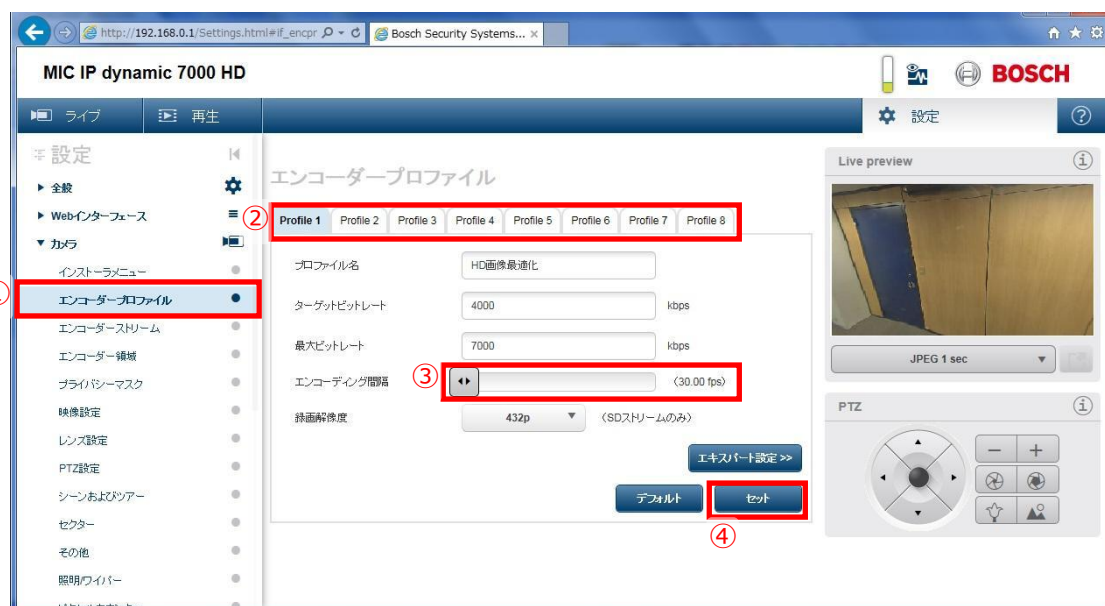 http://192.168.0.1/Settings.html#if_encpr
Bosch Security Systems...
MIC IP dynamic 7000 HD
BOSCH
ライブ
再生
設定
?
設定
全般
Webインターフェース
カメラ
インストーラメニュー
エンコーダープロファイル
エンコーダーストリーム
エンコーダー領域
プライバシーマスク
映像設定
レンズ設定
PTZ設定
シーンおよびツアー
セクター
その他
照明/ワイパー
エンコーダープロファイル
②
Profile 1 Profile 2 Profile 3 Profile 4 Profile 5 Profile 6 Profile 7 Profile 8
プロファイル名 HD画像最適化
ターゲットビットレート 4000 kbps
最大ビットレート 7000 kbps
エンコーディング間隔 ③ (30.00 fps)
録画解像度 432p (SDストリームのみ)
エキスパート設定 >>
デフォルト セット
④
Live preview
JPEG 1 sec
PTZ